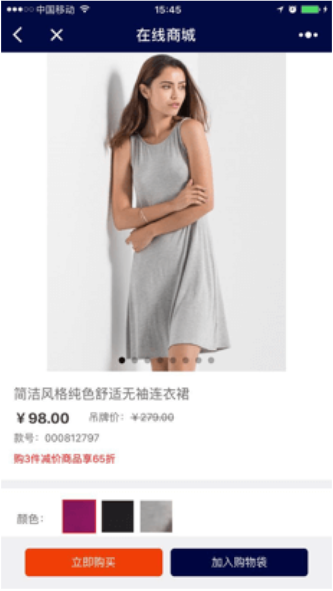 中国移动 15:45
在线商城
简洁风格纯色舒适无袖连衣裙
￥98.00 吊牌价：￥279.00
款号：000812797
购3件减价商品享65折
颜色：
立即购买 加入购物袋